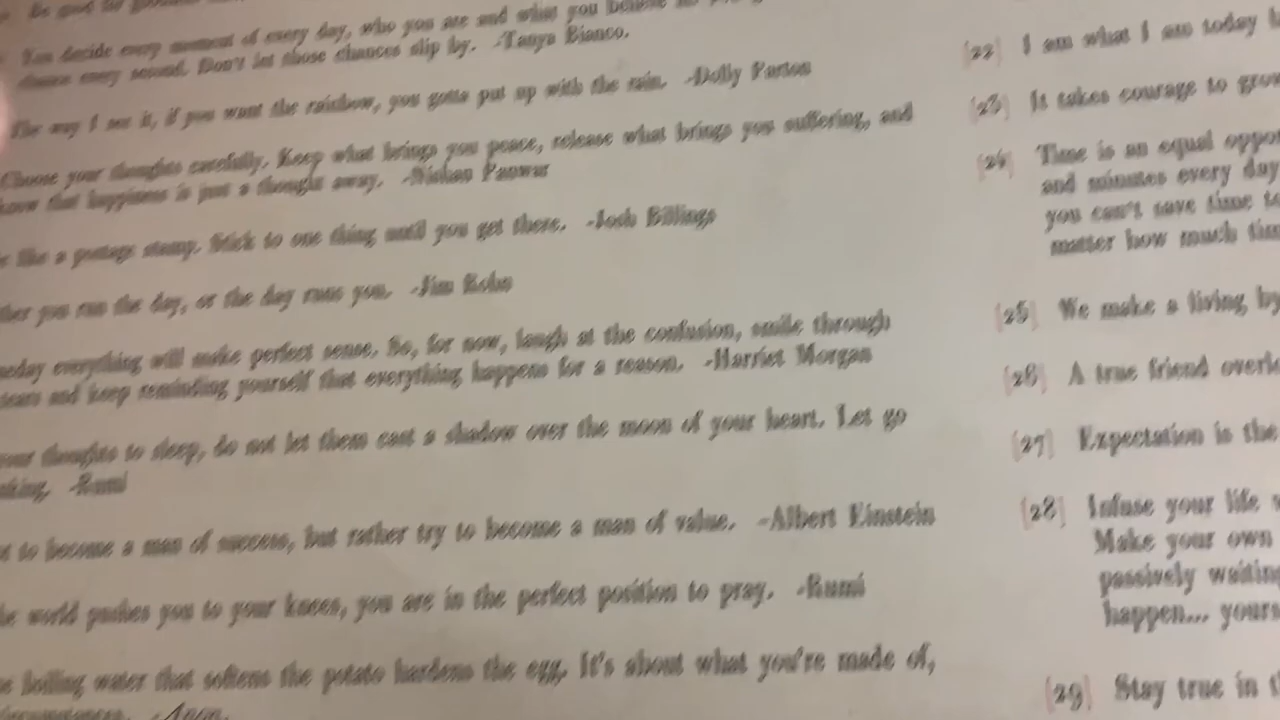 You decide every moment of every day, who you are and what you believe
chance every second. Don't let those chances slip by. -Tanya Bianco.
The way I see it, if you want the rainbow, you gotta put up with the rain. -Dolly Parton
Choose your thoughts carefully. Keep what brings you peace, release what brings you suffering, and
know that happiness is just a thought away. -Nishan Panwar
like a postage stamp. Stick to one thing until you get there. -Josh Billings
you run the day, or the day runs you. -Jim Rohn
everything will make perfect sense. So, for now, laugh at the confusion, smile through
tears and keep reminding yourself that everything happens for a reason. -Harriet Morgan
your thoughts to sleep, do not let them cast a shadow over the moon of your heart. Let go
-Rumi
to become a man of success, but rather try to become a man of value. -Albert Einstein
world pushes you to your knees, you are in the perfect position to pray. -Rumi
boiling water that softens the potato hardens the egg. It's about what you're made of,
-Anon.
[22] I am what I am today
[23] It takes courage to grow
[24] Time is an equal
and minutes every day
you can't save time
matter how much
[25] We make a living by
[26] A true friend
[27] Expectation is the
[28] Infuse your life
Make your own
passively waiting
happen... yours
[29] Stay true in